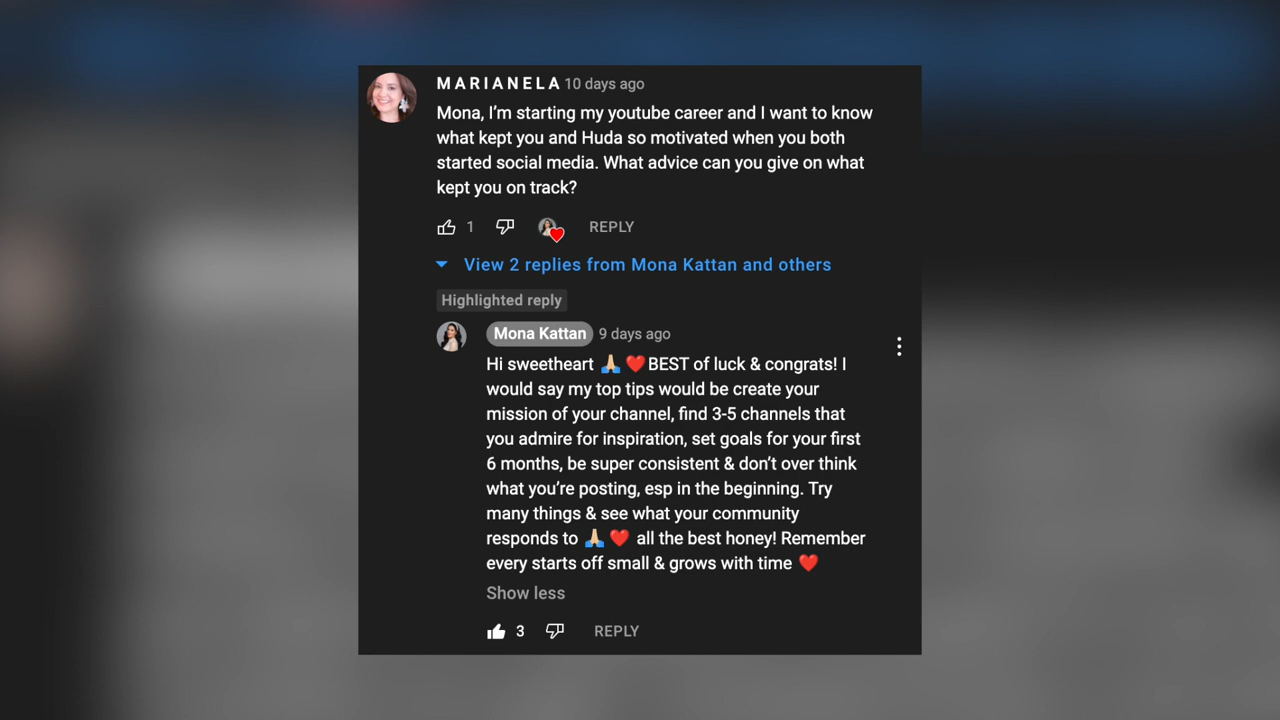 M A R I A N E L A 10 days ago
Mona, I'm starting my youtube career and I want to know
what kept you and Huda so motivated when you both
started social media. What advice can you give on what
kept you on track?
1 REPLY
View 2 replies from Mona Kattan and others
Highlighted reply
Mona Kattan 9 days ago
Hi sweetheart 🙏🏼 ❤️ BEST of luck & congrats! I
would say my top tips would be create your
mission of your channel, find 3-5 channels that
you admire for inspiration, set goals for your first
6 months, be super consistent & don't over think
what you're posting, esp in the beginning. Try
many things & see what your community
responds to 🙏🏼 ❤️ all the best honey! Remember
every starts off small & grows with time ❤️
Show less
3 REPLY